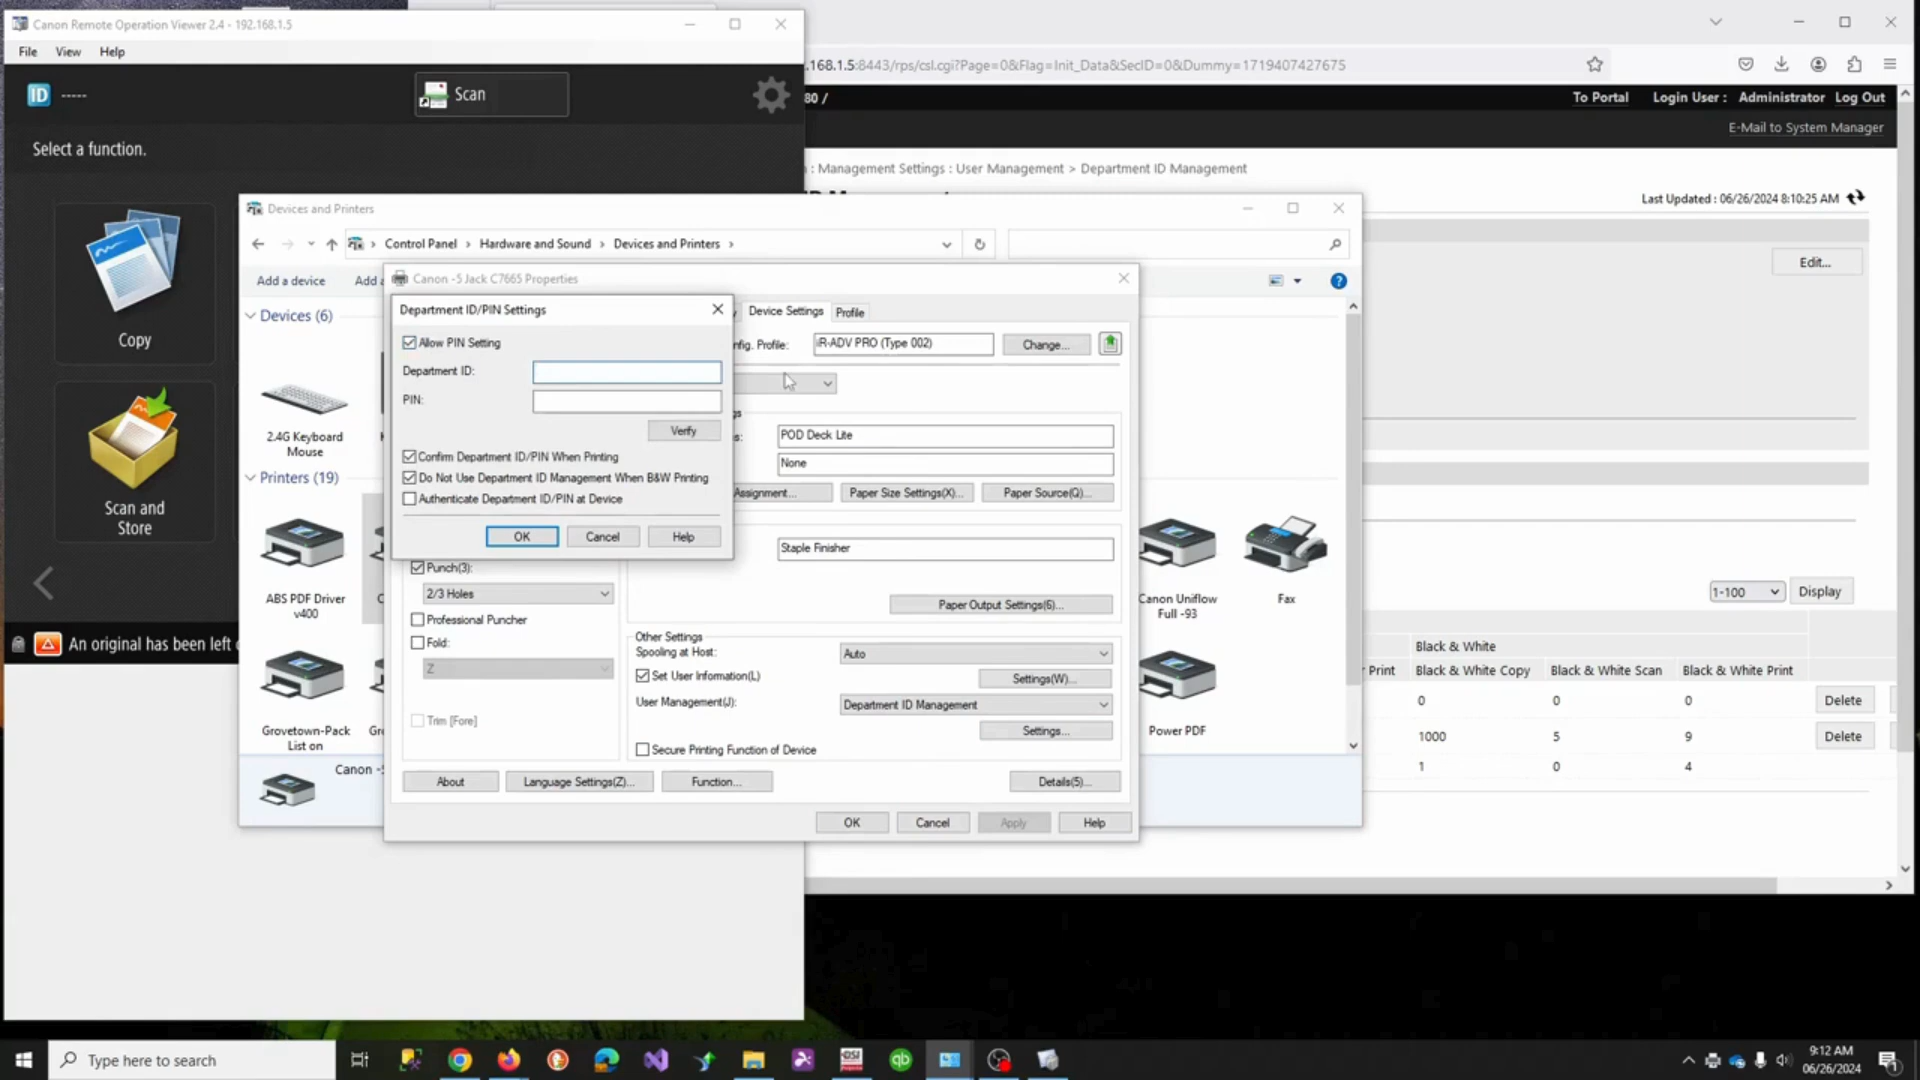 Canon Remote Operation Viewer 2.4 - 192.168.1.5
File View Help
ID -----
Scan
Select a function.
Copy
Scan and
Store
An original has been left
.168.1.5:8443/rps/csl.cgi?Page=0&Flag=Init_Data&SecID=0&Dummy=1719407427675
80 /
To Portal Login User : Administrator Log Out
E-Mail to System Manager
: Management Settings : User Management > Department ID Management
Last Updated : 06/26/2024 8:10:25 AM
Edit...
1-100 Display
Black & White
Print Black & White Copy Black & White Scan Black & White Print
0 0 0 Delete
1000 5 9 Delete
1 0 4
Devices and Printers
Control Panel > Hardware and Sound > Devices and Printers >
Add a device
Devices (6)
2.4G Keyboard
Mouse
Printers (19)
ABS PDF Driver
v400
Canon Uniflow
Full -93
Fax
Grovetown-Pack
List on
Power PDF
Canon -5
Canon -5 Jack C7665 Properties
Device Settings Profile
nfig. Profile: iR-ADV PRO (Type 002) Change...
POD Deck Lite
None
Assignment... Paper Size Settings(X)... Paper Source(Q)...
Staple Finisher
Punch(3):
2/3 Holes
Professional Puncher
Fold:
Z
Trim [Fore]
Paper Output Settings(6)...
Other Settings
Spooling at Host: Auto
Set User Information(L) Settings(W)...
User Management(J): Department ID Management
Settings...
Secure Printing Function of Device
About Language Settings(Z)... Function... Details(5)...
OK Cancel Apply Help
Department ID/PIN Settings
Allow PIN Setting
Department ID:
PIN:
Verify
Confirm Department ID/PIN When Printing
Do Not Use Department ID Management When B&W Printing
Authenticate Department ID/PIN at Device
OK Cancel Help
Type here to search
9:12 AM
06/26/2024